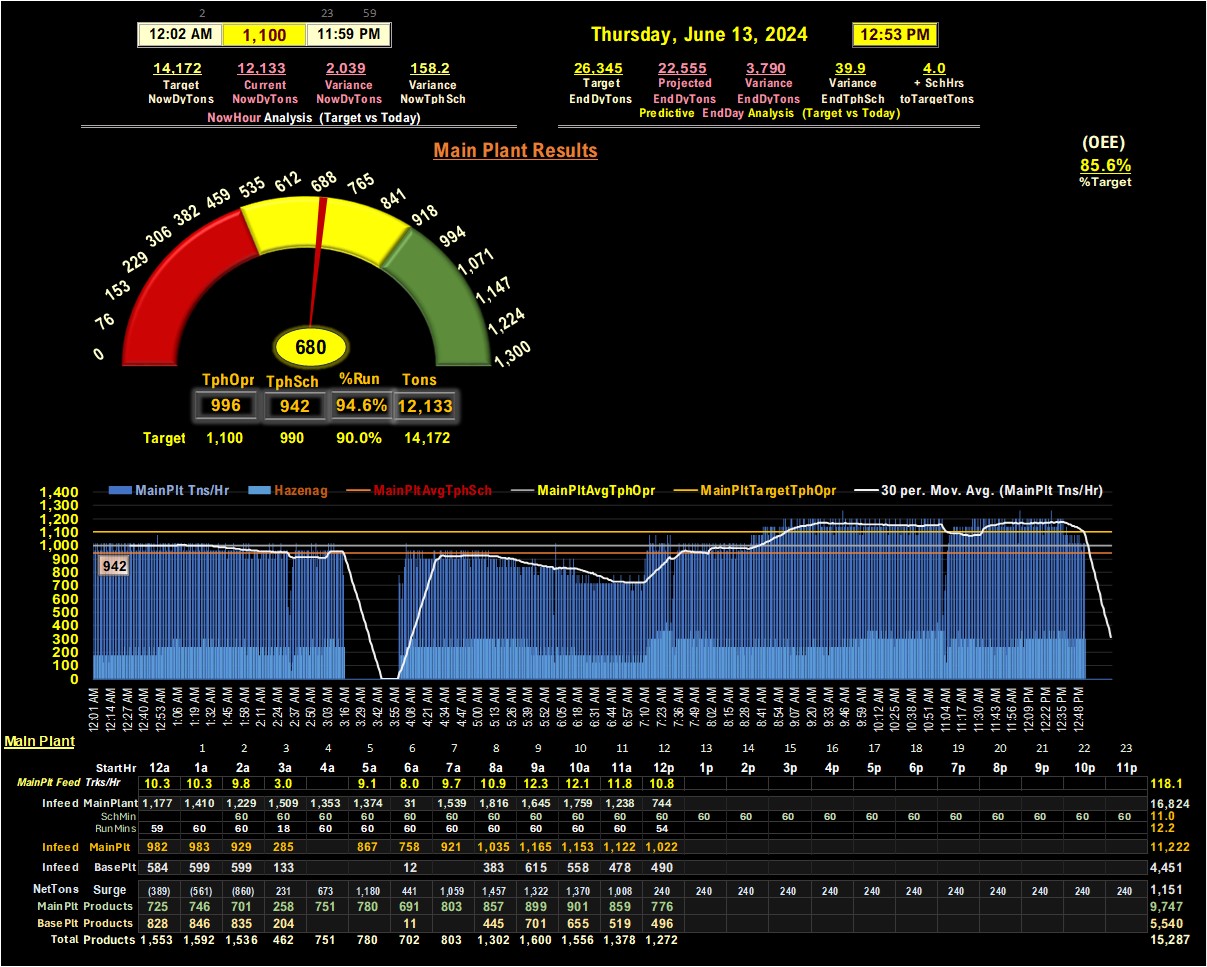 2 23 59
12:02 AM 1,100 11:59 PM
Thursday, June 13, 2024 12:53 PM
14,172 12,133 2,039 158.2
Target Current Variance Variance
NowDyTons NowDyTons NowDyTons NowTphSch
NowHour Analysis (Target vs Today)
26,345 22,555 3,790 39.9 4.0
Target Projected Variance Variance + SchHrs
EndDyTons EndDyTons EndDyTons EndTphSch toTargetTons
Predictive EndDay Analysis (Target vs Today)
Main Plant Results
(OEE)
85.6%
%Target
0 76 153 229 306 382 459 535 612 688 765 841 918 994 1,071 1,147 1,224 1,300
680
TphOpr TphSch %Run Tons
996 942 94.6% 12,133
Target 1,100 990 90.0% 14,172
MainPlt Tns/Hr Hazenag MainPltAvgTphSch MainPltAvgTphOpr MainPltTargetTphOpr 30 per. Mov. Avg. (MainPlt Tns/Hr)
1,400
1,300
1,200
1,100
1,000
900
800
700
600
500
400
300
200
100
0
942
12:01 AM 12:14 AM 12:27 AM 12:40 AM 12:53 AM 1:06 AM 1:19 AM 1:32 AM 1:45 AM 1:58 AM 2:11 AM 2:24 AM 2:37 AM 2:50 AM 3:03 AM 3:16 AM 3:29 AM 3:42 AM 3:55 AM 4:08 AM 4:21 AM 4:34 AM 4:47 AM 5:00 AM 5:13 AM 5:26 AM 5:39 AM 5:52 AM 6:05 AM 6:18 AM 6:31 AM 6:44 AM 6:57 AM 7:10 AM 7:23 AM 7:36 AM 7:49 AM 8:02 AM 8:15 AM 8:28 AM 8:41 AM 8:54 AM 9:07 AM 9:20 AM 9:33 AM 9:46 AM 9:59 AM 10:12 AM 10:25 AM 10:38 AM 10:51 AM 11:04 AM 11:17 AM 11:30 AM 11:43 AM 11:56 AM 12:09 PM 12:22 PM 12:35 PM 12:48 PM
Main Plant
1 2 3 4 5 6 7 8 9 10 11 12 13 14 15 16 17 18 19 20 21 22 23
StartHr 12a 1a 2a 3a 4a 5a 6a 7a 8a 9a 10a 11a 12p 1p 2p 3p 4p 5p 6p 7p 8p 9p 10p 11p
MainPlt Feed Trks/Hr 10.3 10.3 9.8 3.0 9.1 8.0 9.7 10.9 12.3 12.1 11.8 10.8 118.1
Infeed MainPlant 1,177 1,410 1,229 1,509 1,353 1,374 31 1,539 1,816 1,645 1,759 1,238 744 16,824
SchMin 60 60 60 60 60 60 60 60 60 60 60 60 60 60 60 60 60 60 60 60 60 11.0
RunMins 59 60 60 18 60 60 60 60 60 60 60 60 54 12.2
Infeed MainPlt 982 983 929 285 867 758 921 1,035 1,165 1,153 1,122 1,022 11,222
Infeed BasePlt 584 599 599 133 12 383 615 558 478 490 4,451
NetTons Surge (389) (561) (860) 231 673 1,180 441 1,059 1,457 1,322 1,370 1,008 240 240 240 240 240 240 240 240 240 240 240 240 1,151
MainPlt Products 725 746 701 258 751 780 691 803 857 899 901 859 776 9,747
BasePlt Products 828 846 835 204 11 445 701 655 519 496 5,540
Total Products 1,553 1,592 1,536 462 751 780 702 803 1,302 1,600 1,556 1,378 1,272 15,287